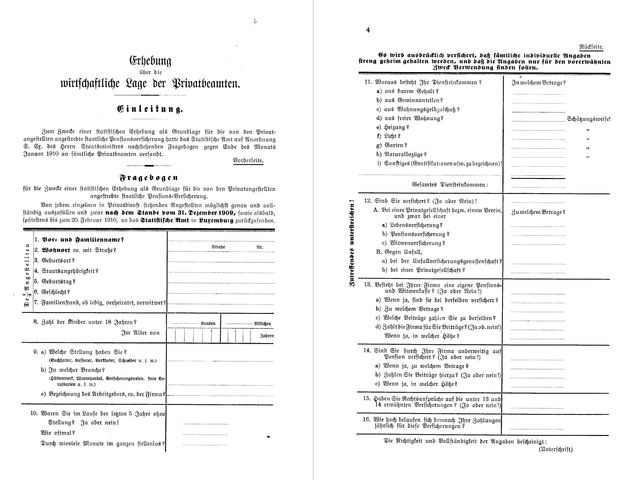 Erhebung
über die
wirtschaftliche Lage der Privatbeamten.
Einleitung.
Zum Zwecke einer statistischen Erhebung als Grundlage für die von den Privat-
angestellten angestrebte staatliche Pensionsversicherung hatte das Statistische Amt auf Anordnung
S. Ex. des Herrn Staatsministers nachstehenden Fragebogen gegen Ende des Monats
Januar 1910 an sämtliche Privatbeamten versandt.
Vorderseite.
Fragebogen
für die Zwecke einer statistischen Erhebung als Grundlage für die von den Privatangestellten
angestrebte staatliche Pensions-Versicherung.
Von jedem einzelnen in Privatdienst stehenden Angestellten möglichst genau und voll-
ständig auszufüllen und zwar nach dem Stande vom 31. Dezember 1909, sowie alsbald,
spätestens bis zum 20. Februar 1910, an das Statistische Amt in Luxemburg zurückzusenden.
Des Angestellten
1. Vor- und Familienname?
2. Wohnort ev. mit Straße? Straße Nr.
3. Geburtsort?
4. Staatsangehörigkeit?
5. Geburtstag?
6. Geschlecht?
7. Familienstand, ob ledig, verheiratet, verwitwet?
8. Zahl der Kinder unter 18 Jahren? Knaben Mädchen
Im Alter von Jahren
9. a) Welche Stellung haben Sie?
(Buchhalter, Kassierer, Verkäufer, Schreiber u. s. w.)
b) In welcher Branche?
c) Bezeichnung des Arbeitgebers, ev. der Firma?
10. Waren Sie im Laufe der letzten 5 Jahre ohne
Stellung? Ja oder nein!
Wie oftmal?
Durch wieviele Monate im ganzen stellenlos?
4
Rückseite.
Es wird ausdrücklich versichert, daß sämtliche individuelle Angaben
streng geheim gehalten werden, und daß die Angaben nur für den vorerwähnten
Zweck Verwendung finden sollen.
Zutreffendes unterstreichen!
11. Woraus besteht Ihr Diensteinkommen? In welchem Betrage?
a) aus barem Gehalt?
b) aus Gewinnanteilen?
c) aus Wohnungsgeldzuschuß?
d) aus freier Wohnung? Schätzungsweise
e) Heizung? "
f) Licht? "
g) Garten? "
h) Naturalbezüge? "
i) Sonstiges (Gratifikationen usw. zu bezeichnen)?
Gesamtes Diensteinkommen:
12. Sind Sie versichert? (Ja oder Nein!) Zu welchem Betrage?
A. Bei einer Privatgesellschaft bezw. einem Verein,
und zwar bei einer
a) Lebensversicherung?
b) Pensionsversicherung?
c) Witwenversicherung?
B. Gegen Unfall,
a) bei der Unfallversicherungsgenossenschaft?
b) bei einer Privatgesellschaft?
13. Besteht bei Ihrer Firma eine eigene Pensions-
und Witwenkasse? (Ja oder Nein!)
a) Wenn ja, sind Sie bei derselben versichert?
b) Zu welchem Betrage?
c) Welche Beiträge zahlen Sie zu derselben?
d) Zahlt die Firma für Sie Beiträge? (Ja od. nein!)
Wenn ja, in welcher Höhe?
14. Sind Sie durch Ihre Firma anderweitig auf
Pension versichert? (Ja oder Nein!)
a) Wenn ja, zu welchem Betrage?
b) Zahlen Sie Beiträge hierzu? (Ja oder nein!)
c) Wenn ja, in welcher Höhe?
15. Haben Sie Rechtsansprüche auf die unter 13 und
14 erwähnten Versicherungen? (Ja oder nein!)
16. Wie hoch belaufen sich demnach Ihre Zahlungen
jährlich für diese Versicherungen?
Die Richtigkeit und Vollständigkeit der Angaben bescheinigt:
(Unterschrift)